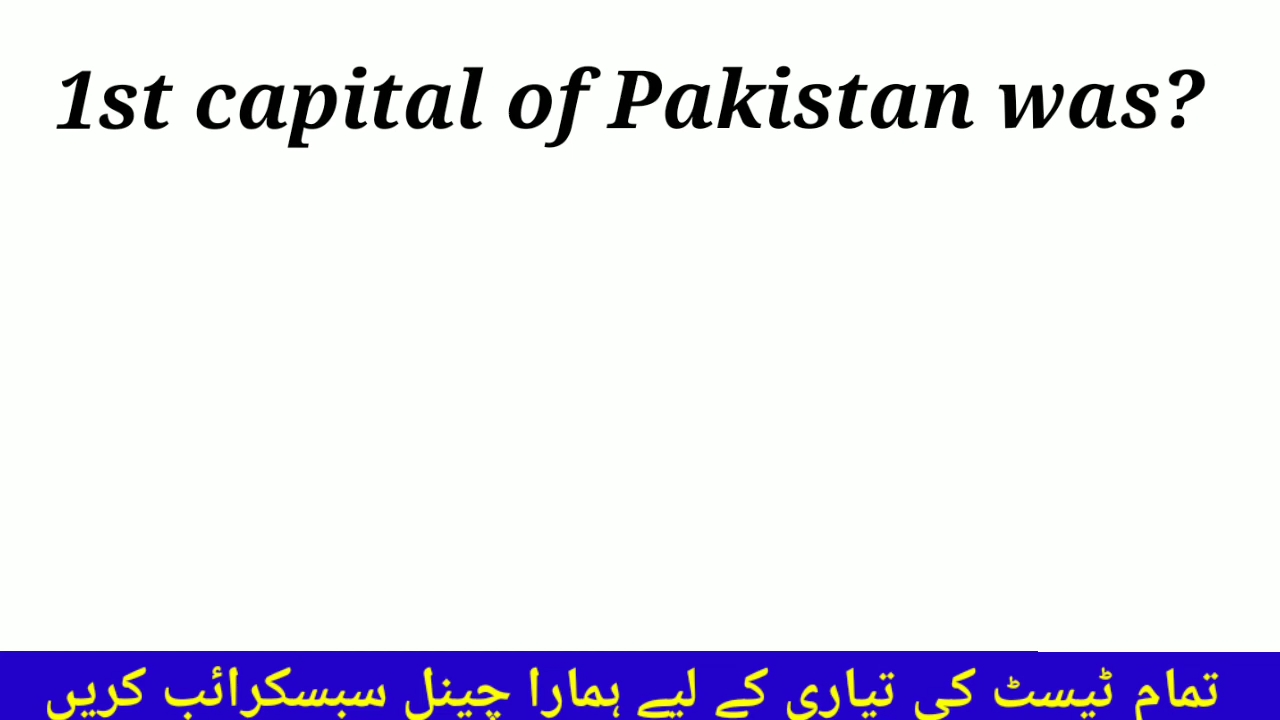 1st capital of Pakistan was?
تمام ٹیسٹ کی تیاری کے لیے ہمارا چینل سبسکرائب کریں